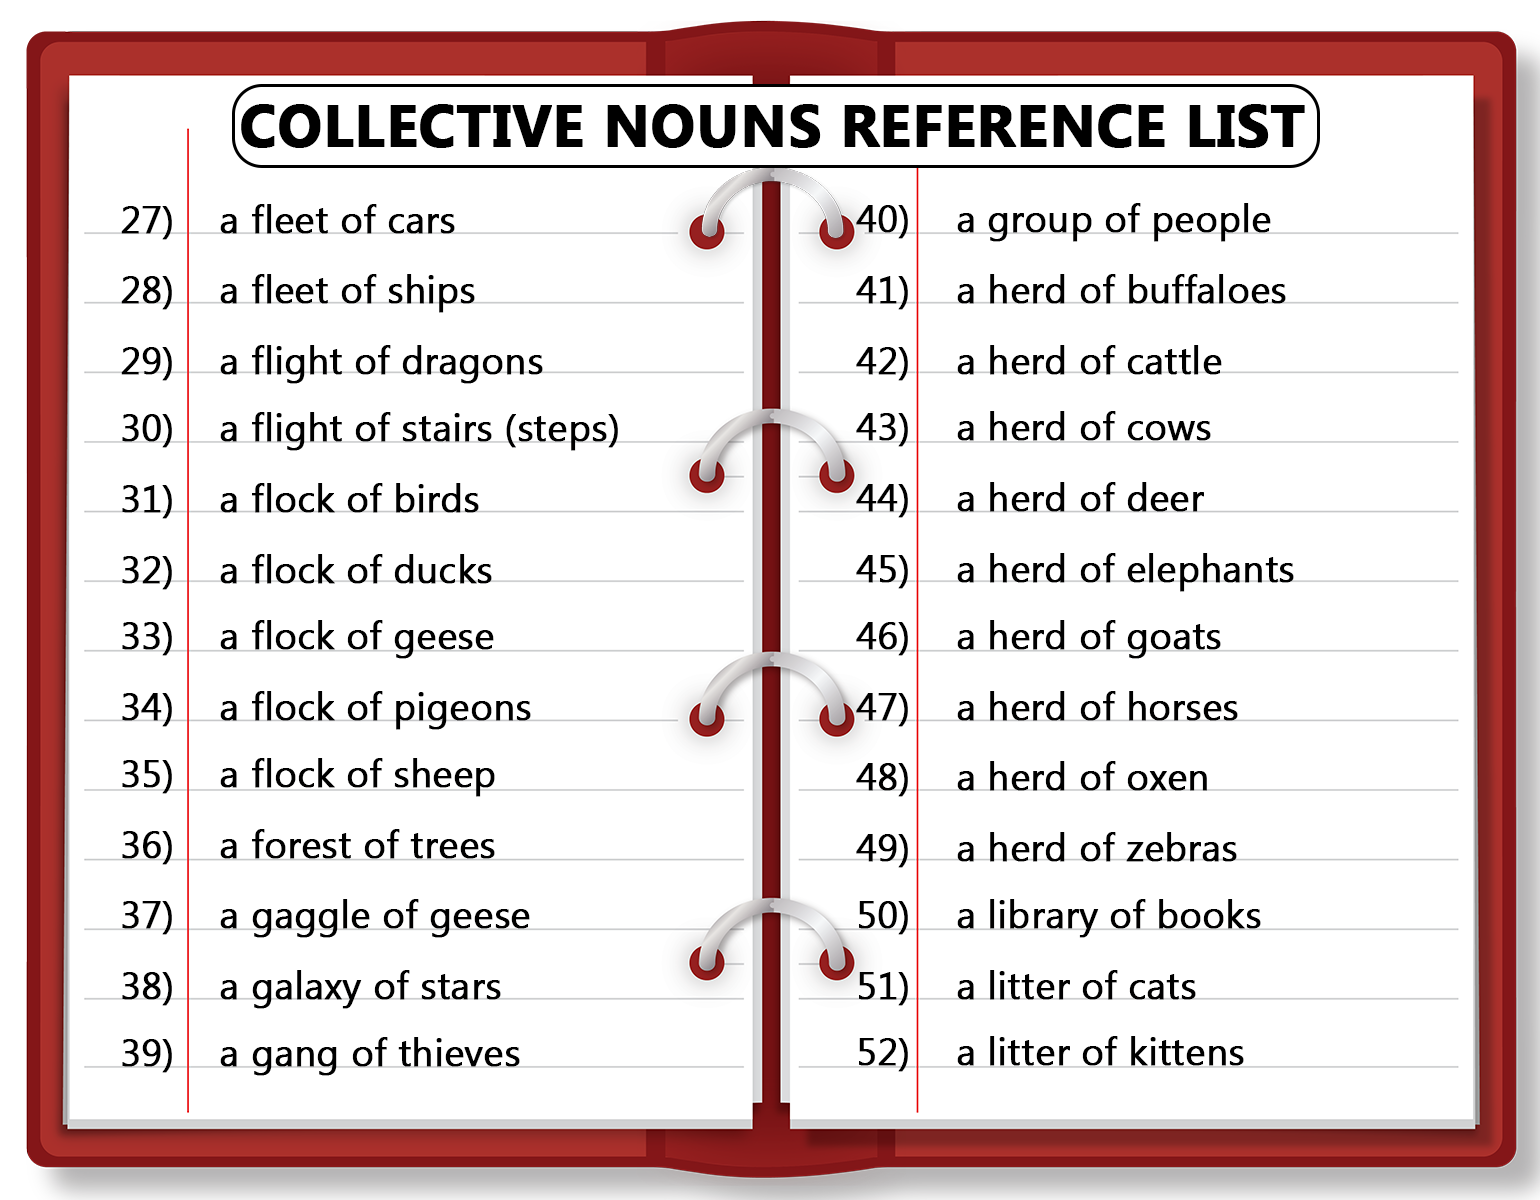 COLLECTIVE NOUNS REFERENCE LIST
27) a fleet of cars
28) a fleet of ships
29) a flight of dragons
30) a flight of stairs (steps)
31) a flock of birds
32) a flock of ducks
33) a flock of geese
34) a flock of pigeons
35) a flock of sheep
36) a forest of trees
37) a gaggle of geese
38) a galaxy of stars
39) a gang of thieves
40) a group of people
41) a herd of buffaloes
42) a herd of cattle
43) a herd of cows
44) a herd of deer
45) a herd of elephants
46) a herd of goats
47) a herd of horses
48) a herd of oxen
49) a herd of zebras
50) a library of books
51) a litter of cats
52) a litter of kittens